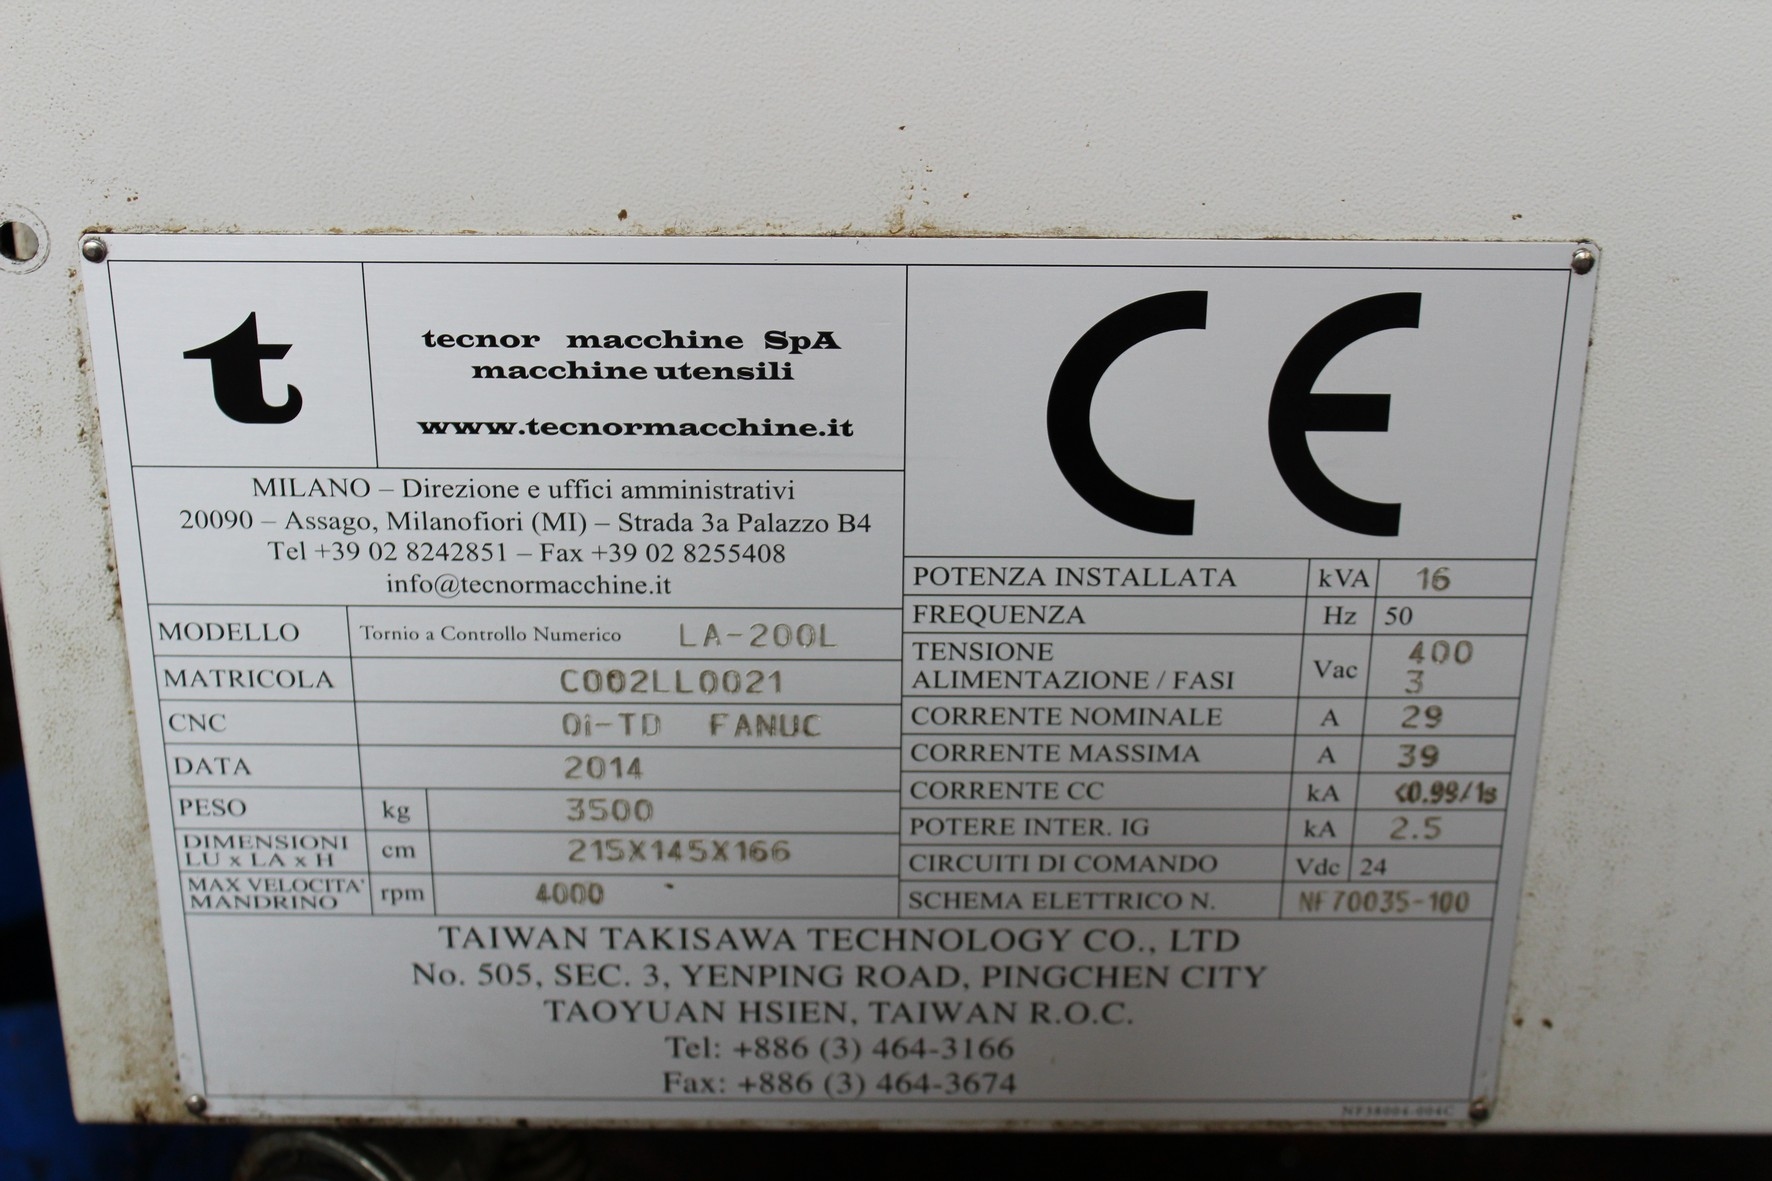 t
tecnor macchine SpA
macchine utensili
www.tecnormacchine.it
CE
MILANO – Direzione e uffici amministrativi
20090 – Assago, Milanofiori (MI) – Strada 3a Palazzo B4
Tel +39 02 8242851 – Fax +39 02 8255408
info@tecnormacchine.it
MODELLO Tornio a Controllo Numerico LA-200L
MATRICOLA C002LL0021
CNC 0i-TD FANUC
DATA 2014
PESO kg 3500
DIMENSIONI
LU x LA x H cm 215X145X166
MAX VELOCITA'
MANDRINO rpm 4000
POTENZA INSTALLATA kVA 16
FREQUENZA Hz 50
TENSIONE 400
ALIMENTAZIONE / FASI Vac 3
CORRENTE NOMINALE A 29
CORRENTE MASSIMA A 39
CORRENTE CC kA <0.99/1s
POTERE INTER. IG kA 2.5
CIRCUITI DI COMANDO Vdc 24
SCHEMA ELETTRICO N. NF70035-100
TAIWAN TAKISAWA TECHNOLOGY CO., LTD
No. 505, SEC. 3, YENPING ROAD, PINGCHEN CITY
TAOYUAN HSIEN, TAIWAN R.O.C.
Tel: +886 (3) 464-3166
Fax: +886 (3) 464-3674
NF38004-004C